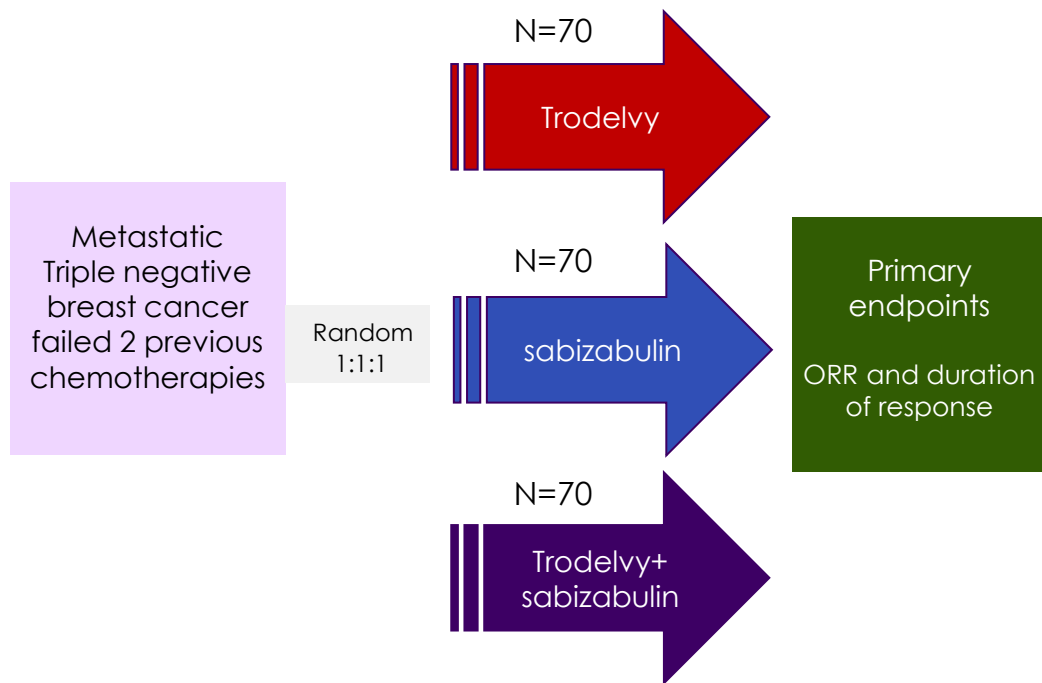 Metastatic
Triple negative
breast cancer
failed 2 previous
chemotherapies
Random
1:1:1
N=70
Trodelvy
N=70
sabizabulin
N=70
Trodelvy+
sabizabulin
Primary
endpoints
ORR and duration
of response